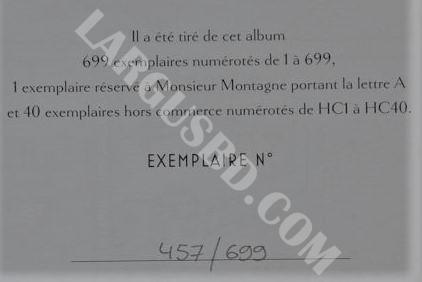 Il a été tiré de cet album
699 exemplaires numérotés de 1 à 699,
1 exemplaire réservé à Monsieur Montagne portant la lettre A
et 40 exemplaires hors commerce numérotés de HC1 à HC40.
EXEMPLAIRE N°
457/699
LARGUSBD.COM